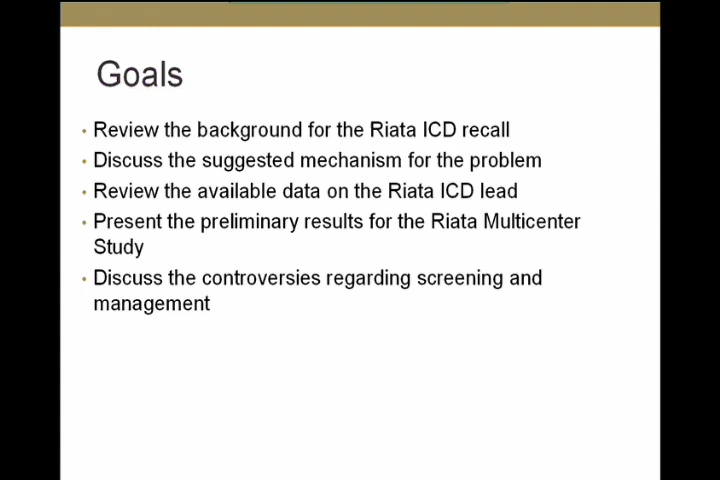 Goals
• Review the background for the Riata ICD recall
• Discuss the suggested mechanism for the problem
• Review the available data on the Riata ICD lead
• Present the preliminary results for the Riata Multicenter
Study
• Discuss the controversies regarding screening and
management